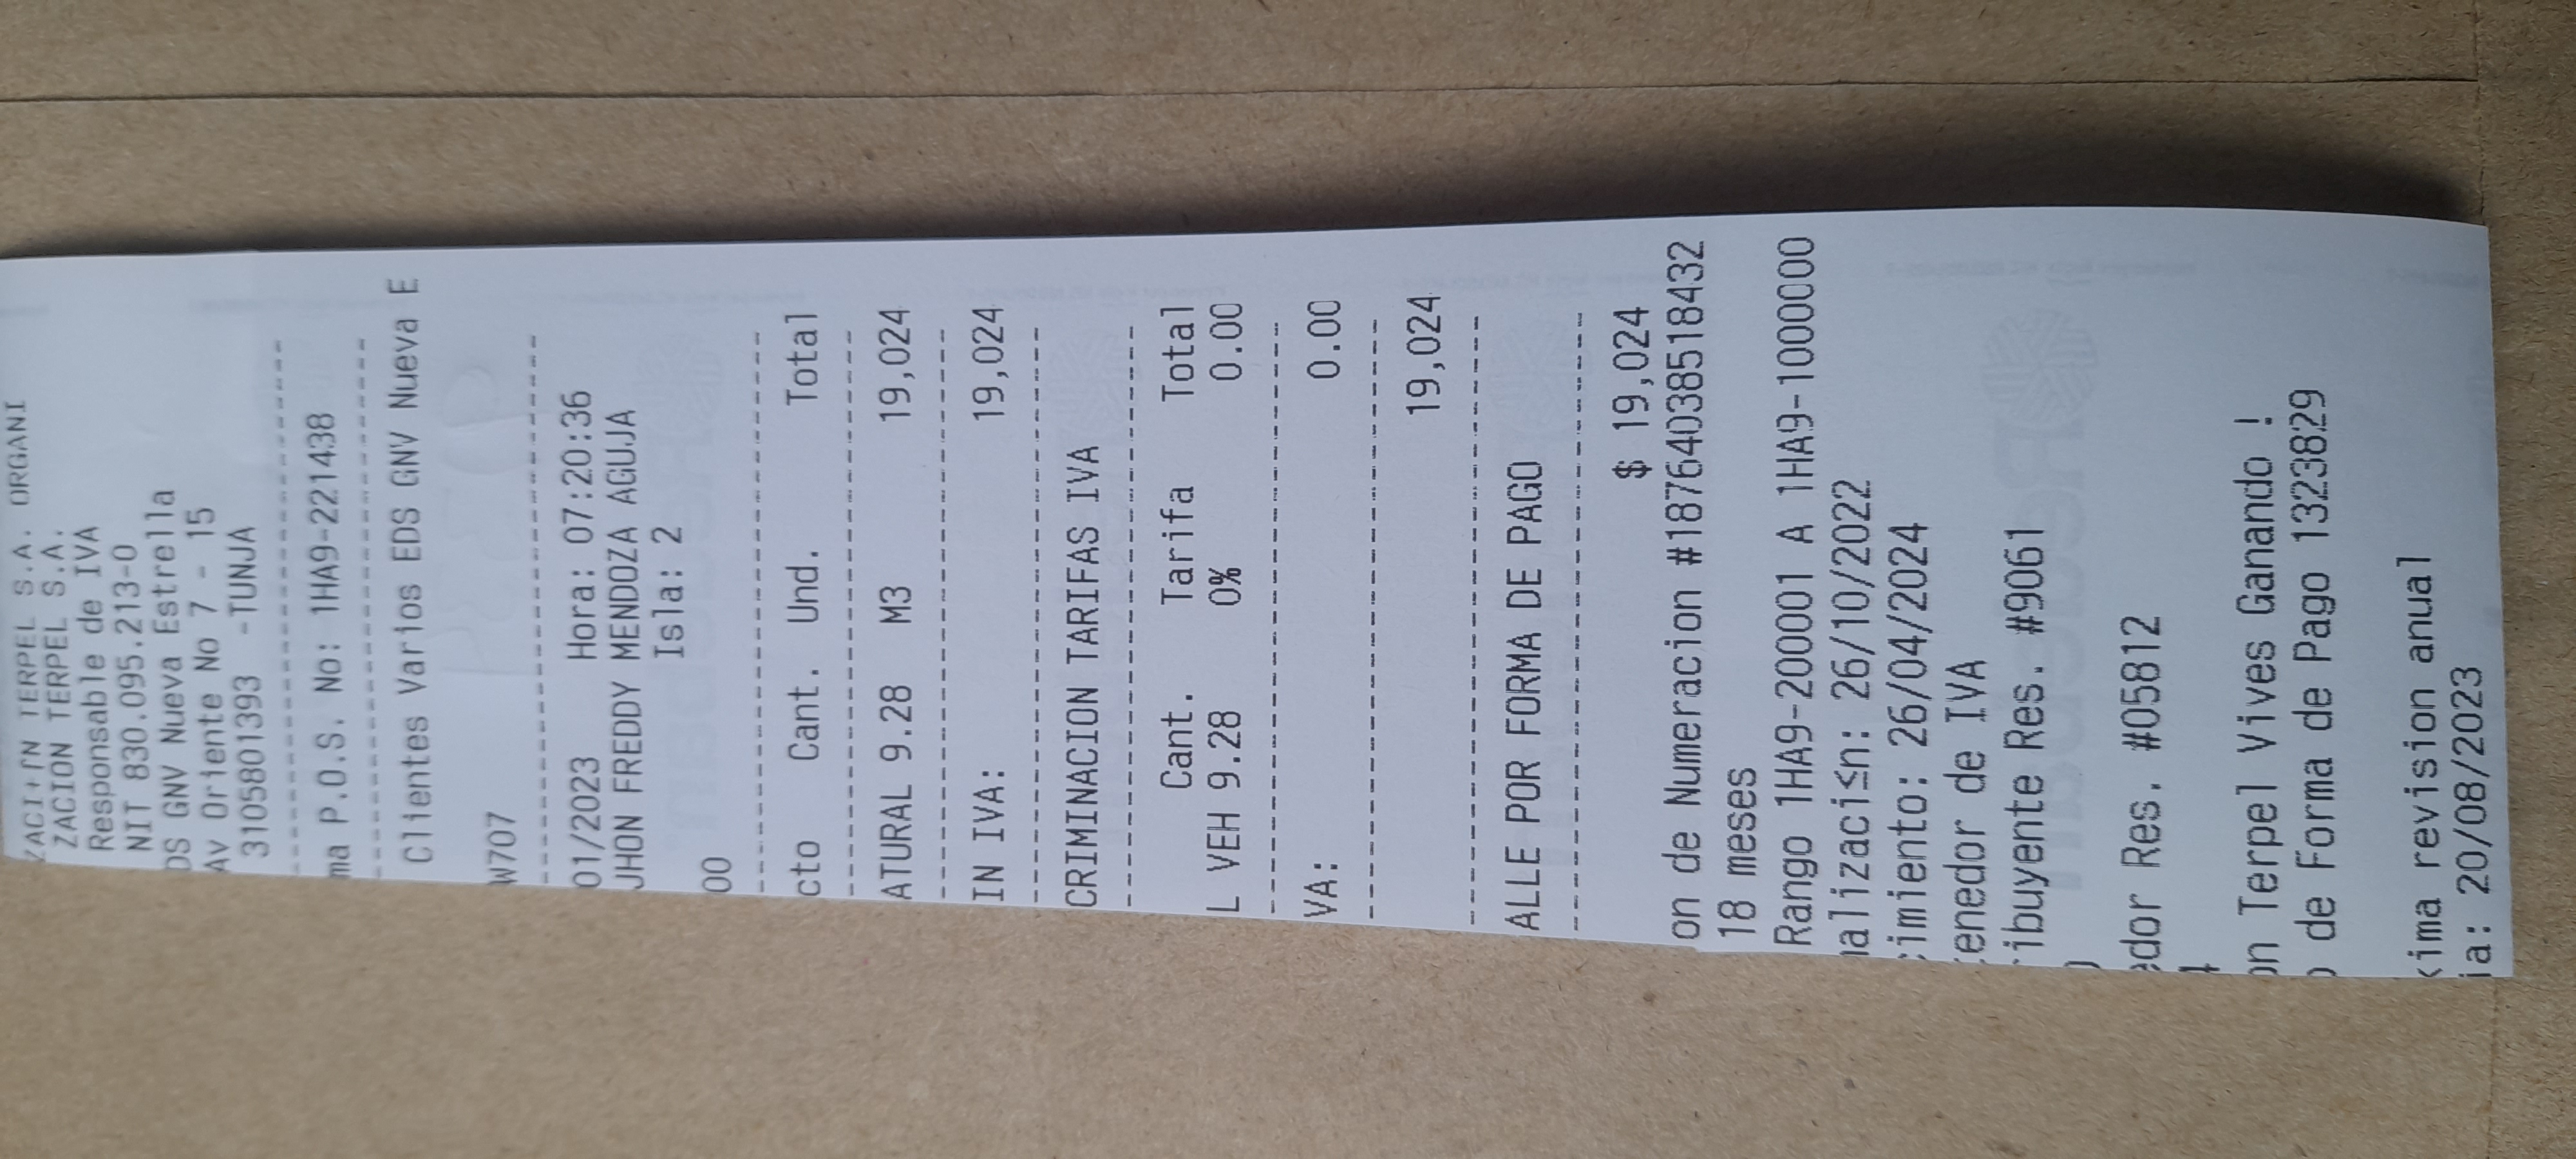 ZACI+rN TERPEL S.A. ORGANI
ZACION TERPEL S.A.
Responsable de IVA
NIT 830.095.213-0
DS GNV Nueva Estrella
Av Oriente No 7 - 15
3105801393 -TUNJA
ma P.O.S. No: 1HA9-221438
Clientes Varios EDS GNV Nueva E
W707
01/2023 Hora: 07:20:36
JHON FREDDY MENDOZA AGUJA
Isla: 2
00
cto Cant. Und. Total
ATURAL 9.28 M3 19,024
IN IVA: 19,024
CRIMINACION TARIFAS IVA
Cant. Tarifa Total
L VEH 9.28 0% 0.00
VA: 0.00
19,024
ALLE POR FORMA DE PAGO
$ 19,024
on de Numeracion #18764038518432
18 meses
Rango 1HA9-200001 A 1HA9-1000000
alizaci≤n: 26/10/2022
imiento: 26/04/2024
enedor de IVA
ibuyente Res. #9061
edor Res. #05812
on Terpel Vives Ganando !
de Forma de Pago 1323829
xima revision anual
ia: 20/08/2023